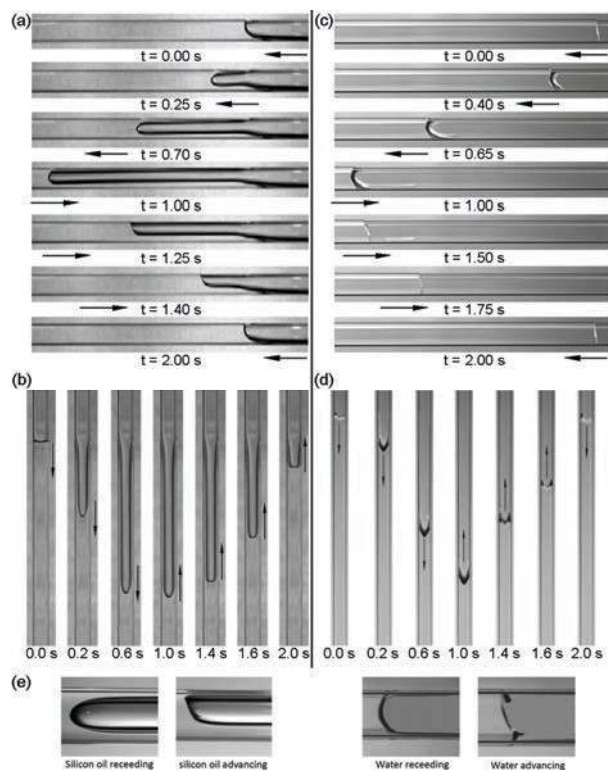 (a)
t = 0.00 s
t = 0.25 s
t = 0.70 s
t = 1.00 s
t = 1.25 s
t = 1.40 s
t = 2.00 s
(c)
t = 0.00 s
t = 0.40 s
t = 0.65 s
t = 1.00 s
t = 1.50 s
t = 1.75 s
t = 2.00 s
(b)
0.0 s 0.2 s 0.6 s 1.0 s 1.4 s 1.6 s 2.0 s
(d)
0.0 s 0.2 s 0.6 s 1.0 s 1.4 s 1.6 s 2.0 s
(e)
Silicon oil receeding silicon oil advancing Water receeding Water advancing